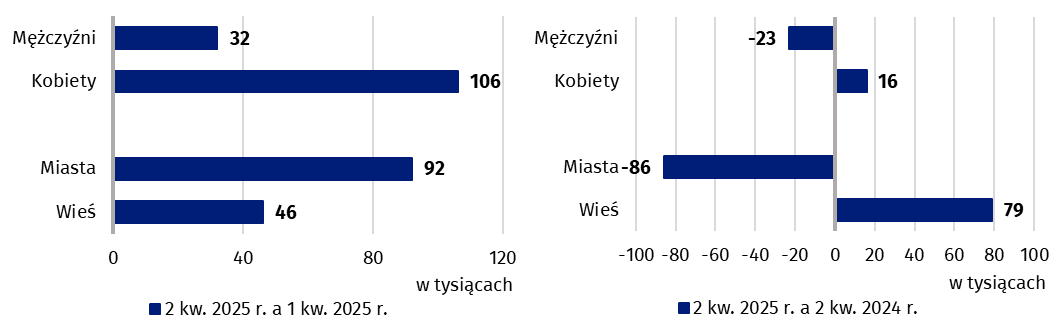 Mężczyźni 32
Kobiety 106
Miasta 92
Wieś 46
0 40 80 120
w tysiącach
2 kw. 2025 r. a 1 kw. 2025 r.
Mężczyźni -23
Kobiety 16
Miasta -86
Wieś 79
-100 -80 -60 -40 -20 0 20 40 60 80 100
w tysiącach
2 kw. 2025 r. a 2 kw. 2024 r.